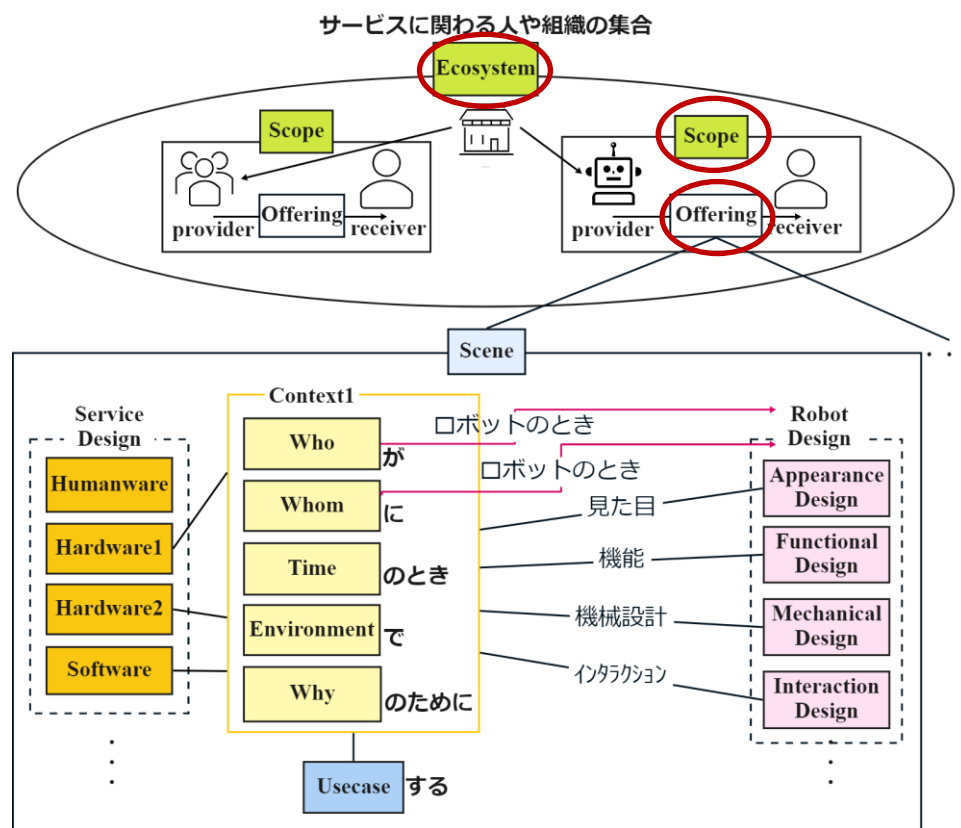 サービスに関わる人や組織の集合
Ecosystem
Scope
Scope
Offering
provider
receiver
Offering
provider
receiver
Scene
. .
Service
Design
Humanware
Hardware1
Hardware2
Software
Context1
Who
が
Whom
に
Time
のとき
Environment
で
Why
のために
Usecase
する
ロボットのとき
ロボットのとき
見た目
機能
機械設計
インタラクション
Robot
Design
Appearance
Design
Functional
Design
Mechanical
Design
Interaction
Design